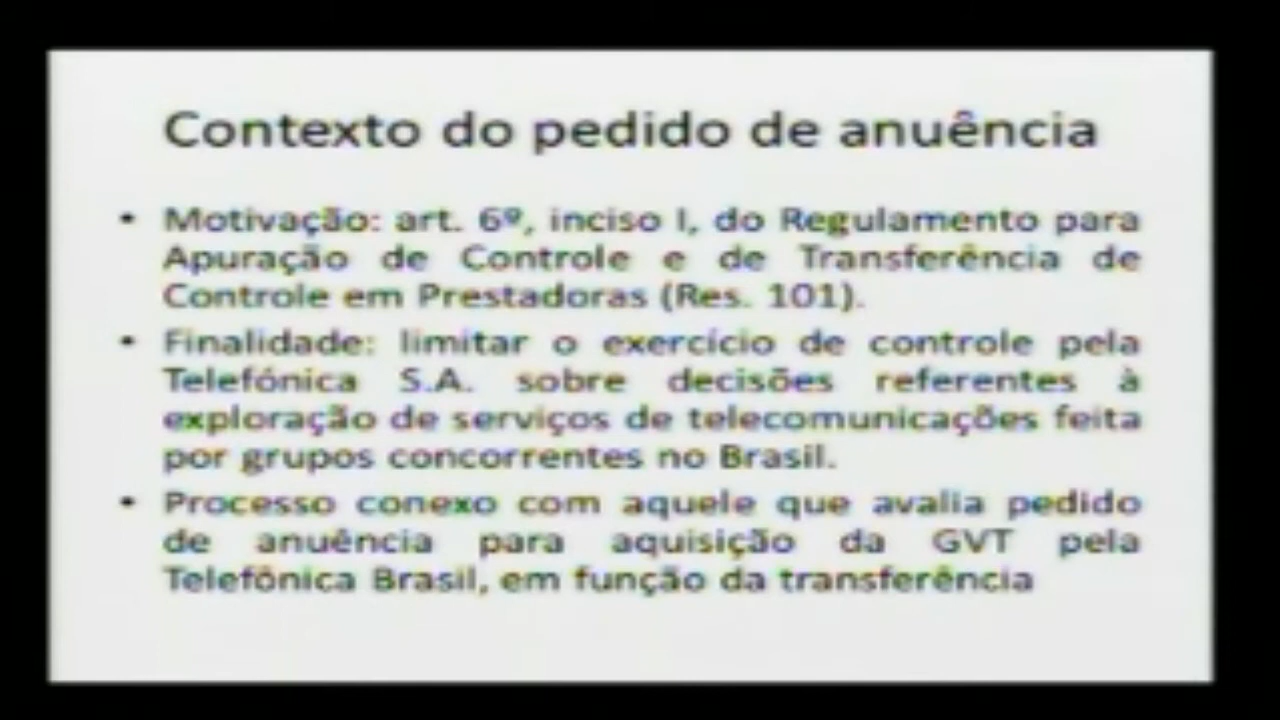 Contexto do pedido de anuência
• Motivação: art. 6º, inciso I, do Regulamento para
Apuração de Controle e de Transferência de
Controle em Prestadoras (Res. 101).
• Finalidade: limitar o exercício de controle pela
Telefónica S.A. sobre decisões referentes à
exploração de serviços de telecomunicações feita
por grupos concorrentes no Brasil.
• Processo conexo com aquele que avalia pedido
de anuência para aquisição da GVT pela
Telefônica Brasil, em função da transferência